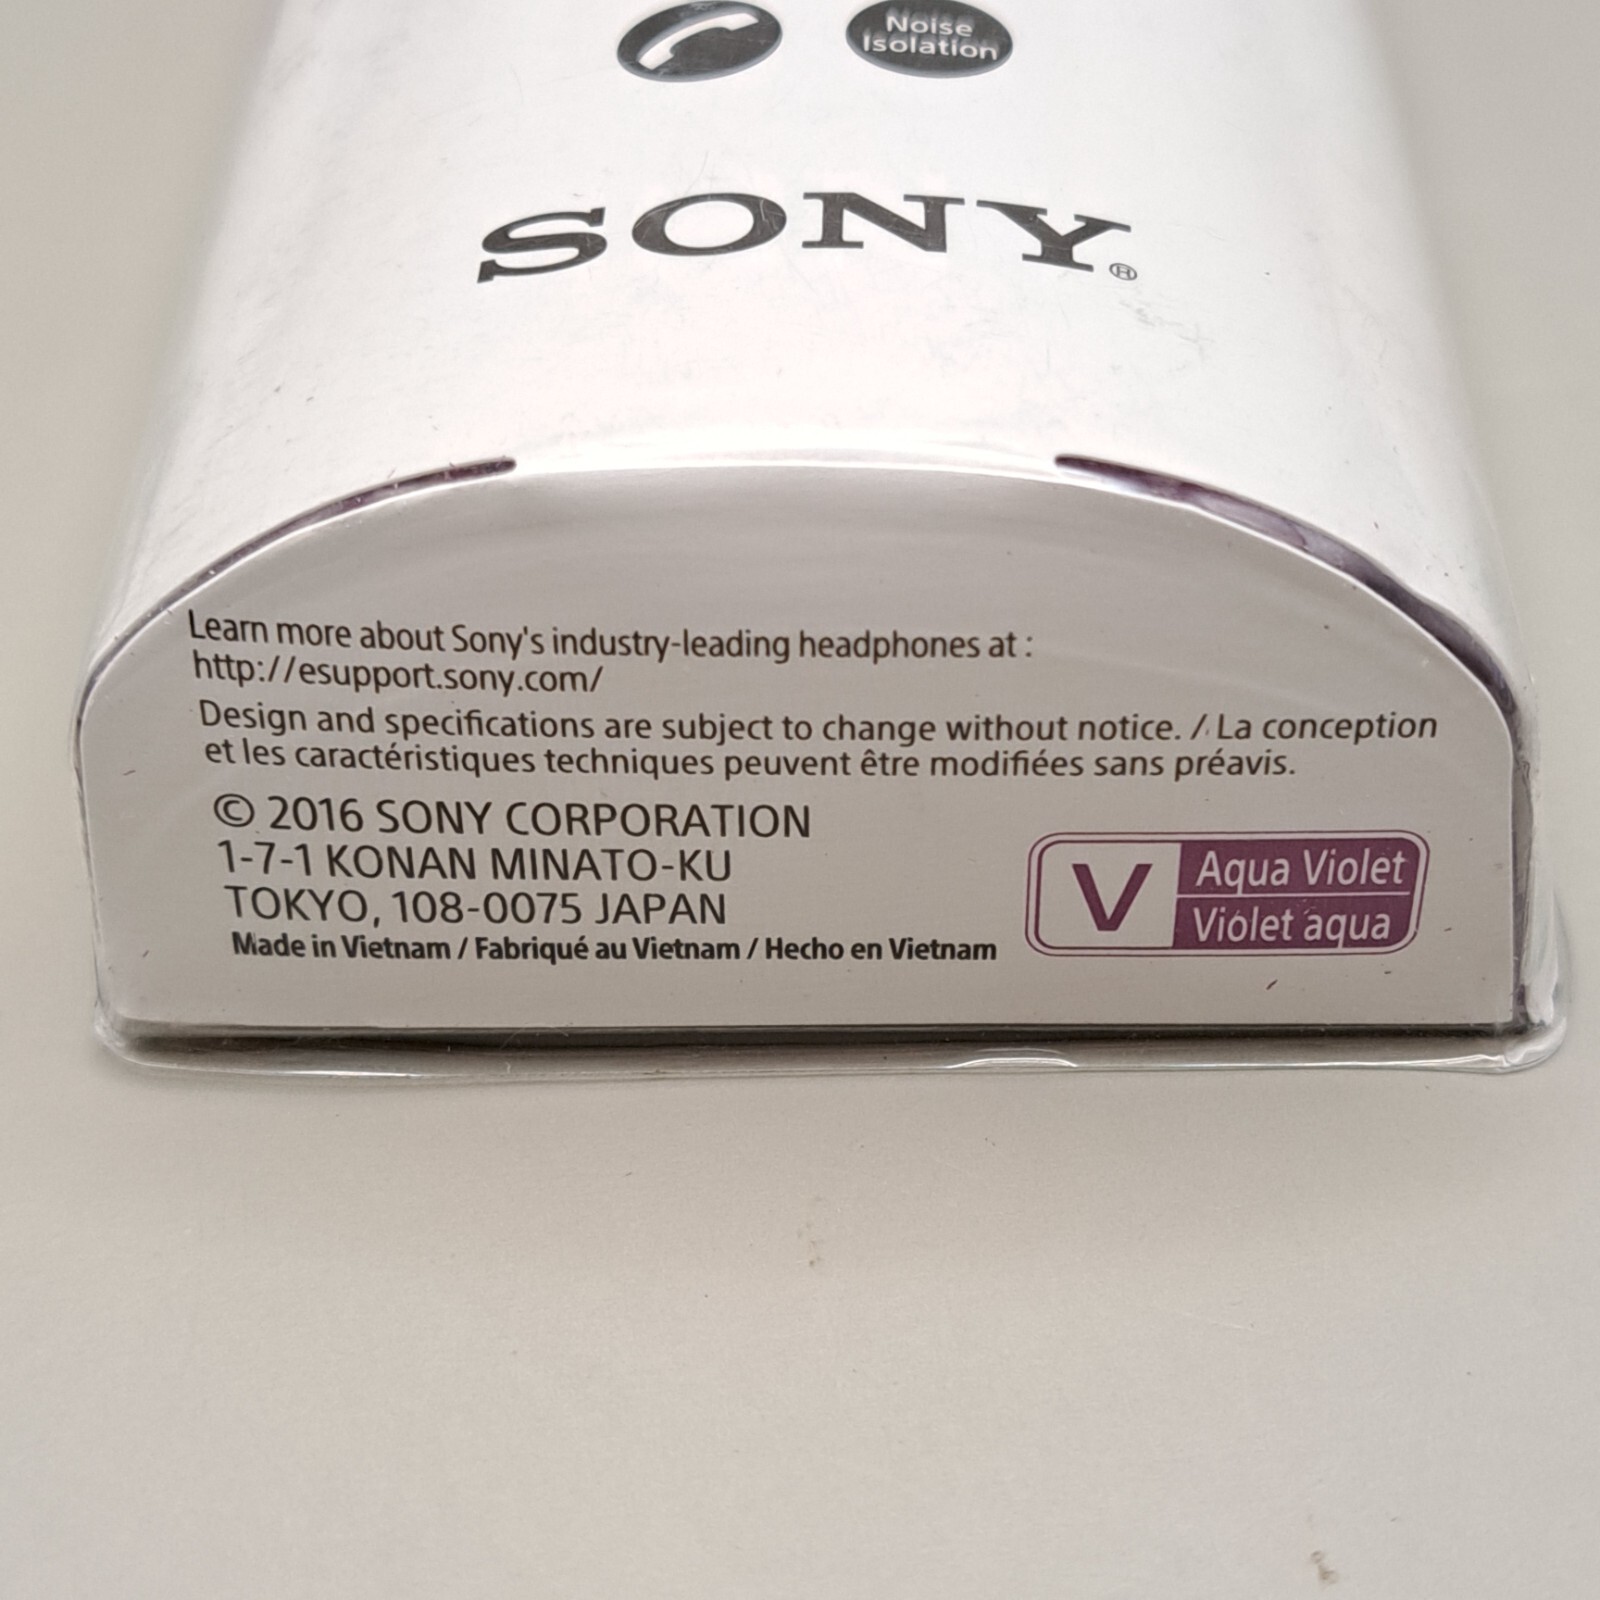 Noise
Isolation
SONY®
Learn more about Sony's industry-leading headphones at :
http://esupport.sony.com/
Design and specifications are subject to change without notice. / La conception
et les caractéristiques techniques peuvent être modifiées sans préavis.
© 2016 SONY CORPORATION
1-7-1 KONAN MINATO-KU
TOKYO, 108-0075 JAPAN
Made in Vietnam / Fabriqué au Vietnam / Hecho en Vietnam
V
Aqua Violet
Violet aqua